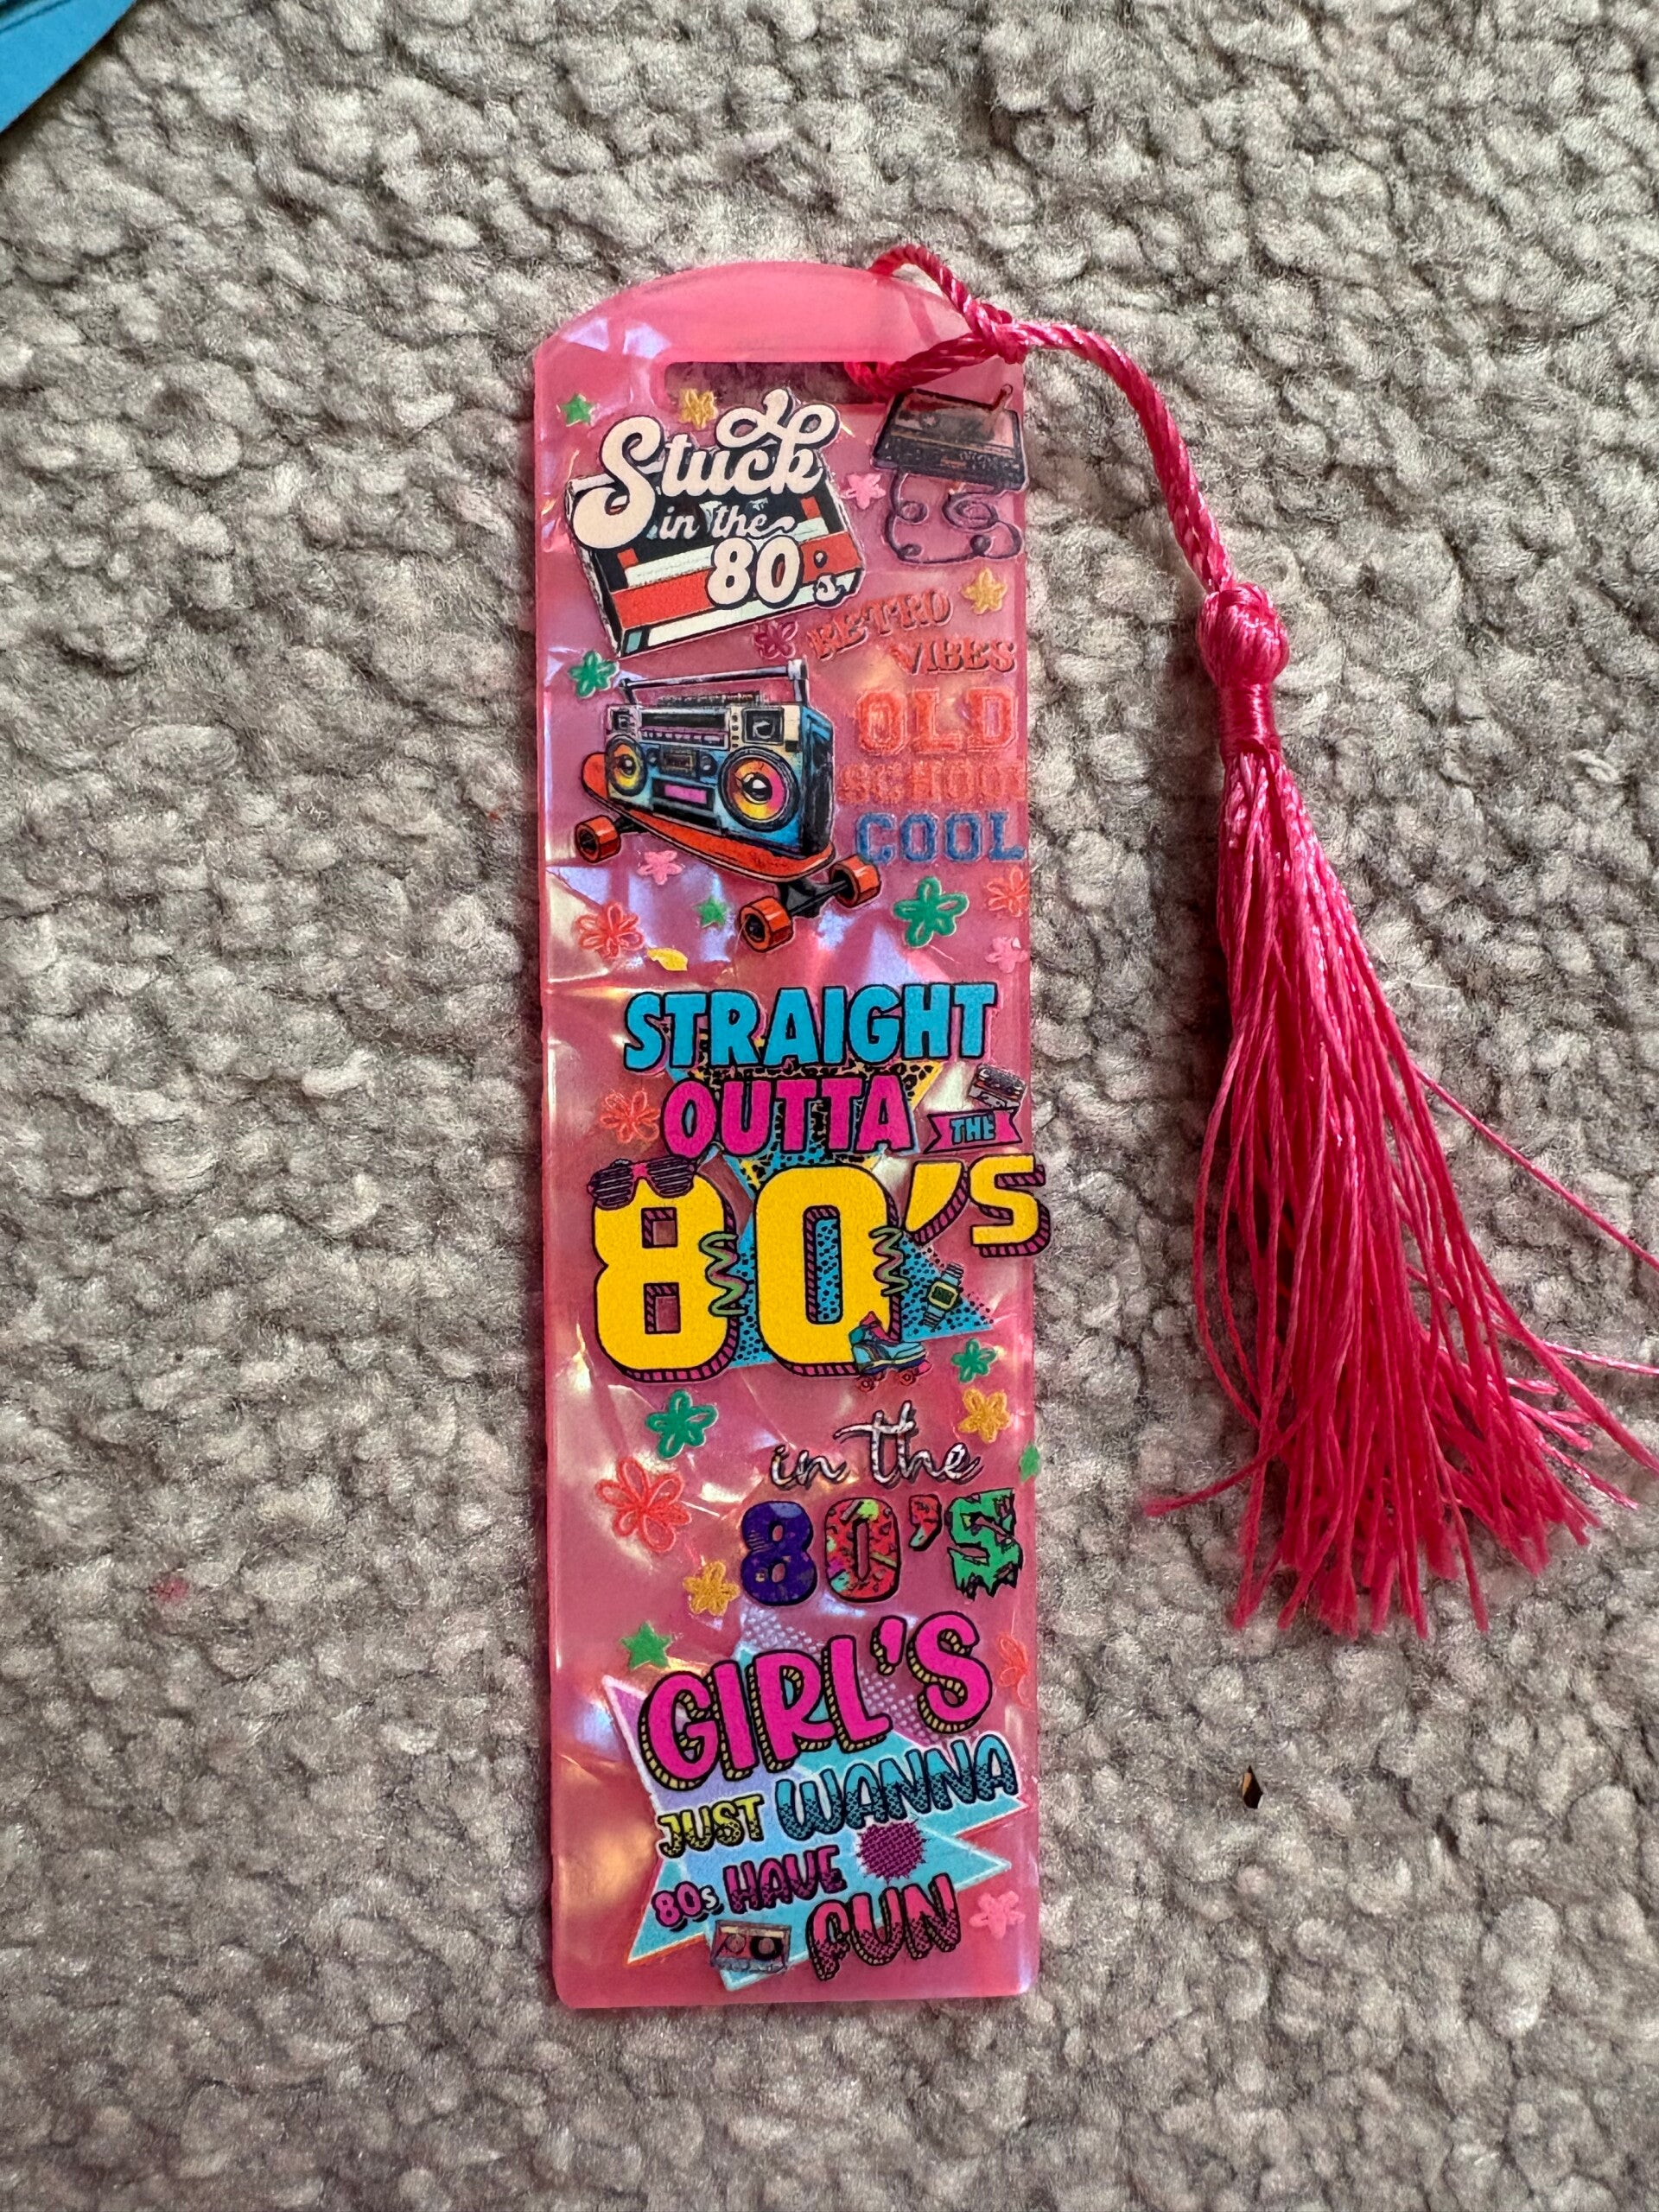 Stuck
in the
80s
RETRO
VIBES
OLD
SCHOOL
COOL
STRAIGHT
OUTTA
THE
80'S
in the
80'S
GIRL'S
JUST WANNA
80s HAVE
FUN